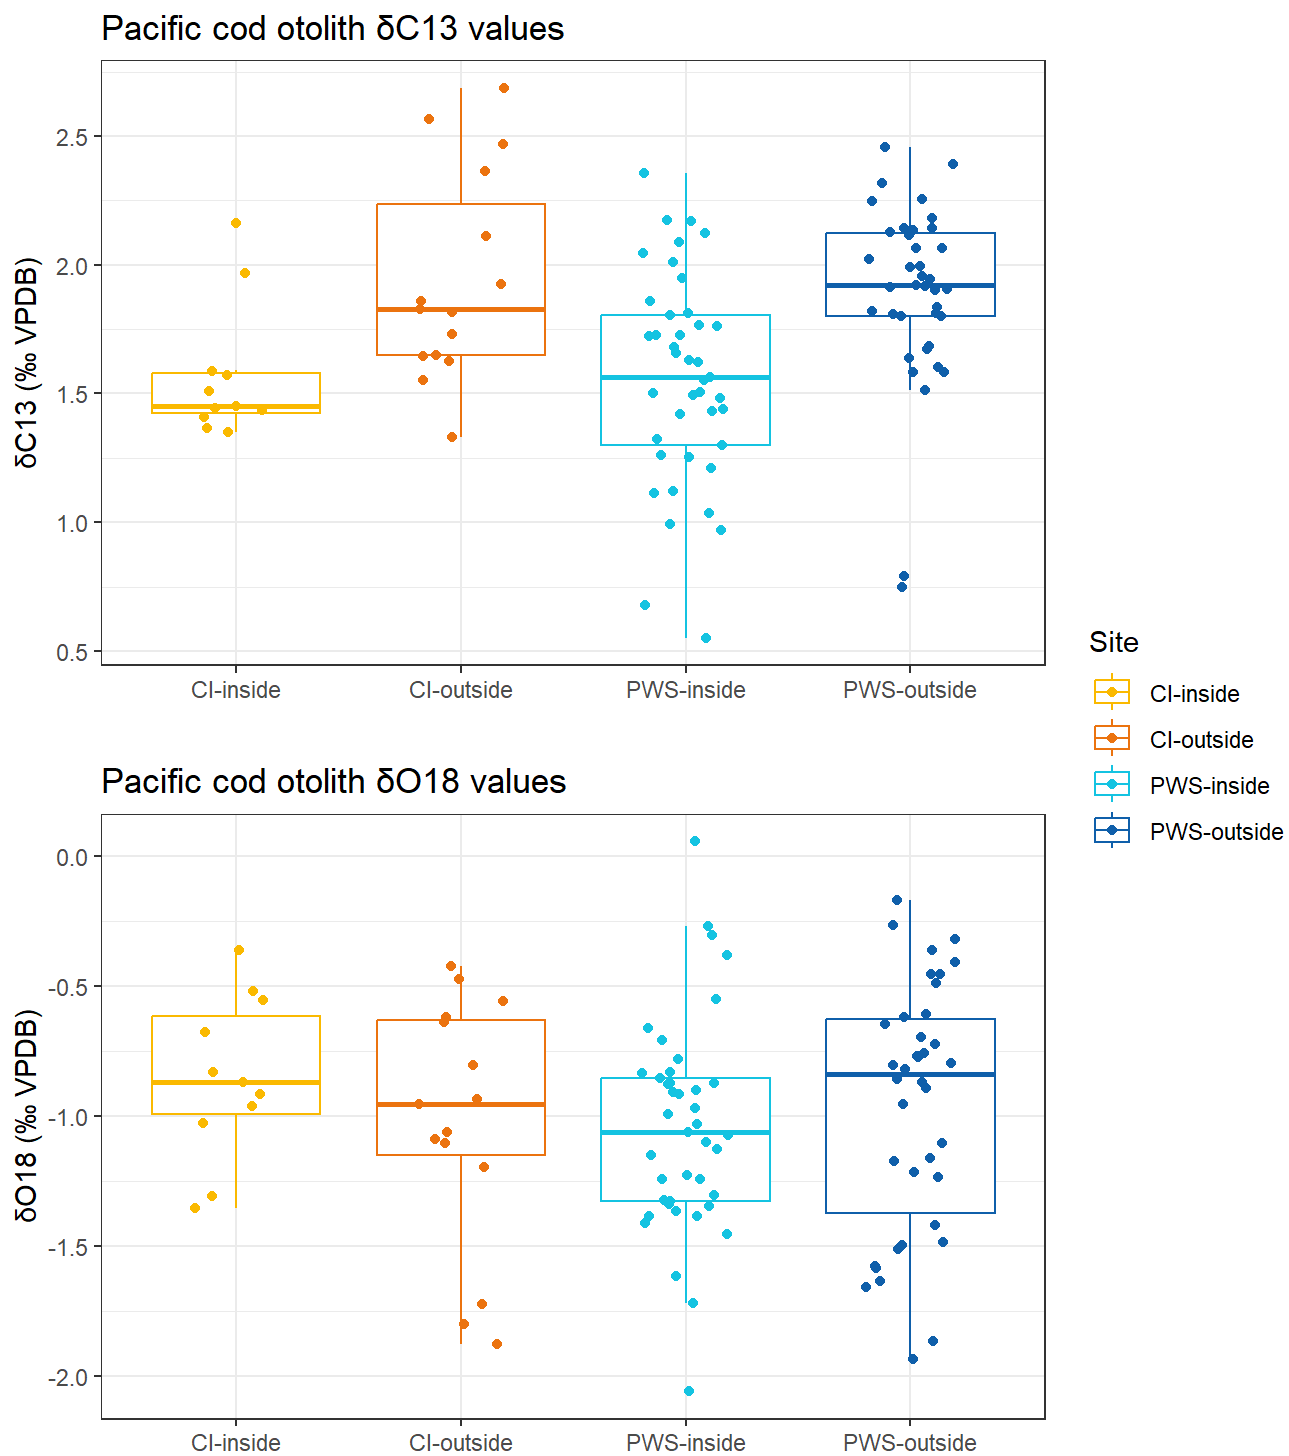 Pacific cod otolith δC13 values
δC13 (‰ VPDB)
2.5
2.0
1.5
1.0
0.5
CI-inside
CI-outside
PWS-inside
PWS-outside
Site
CI-inside
CI-outside
PWS-inside
PWS-outside
Pacific cod otolith δO18 values
δO18 (‰ VPDB)
0.0
-0.5
-1.0
-1.5
-2.0
CI-inside
CI-outside
PWS-inside
PWS-outside